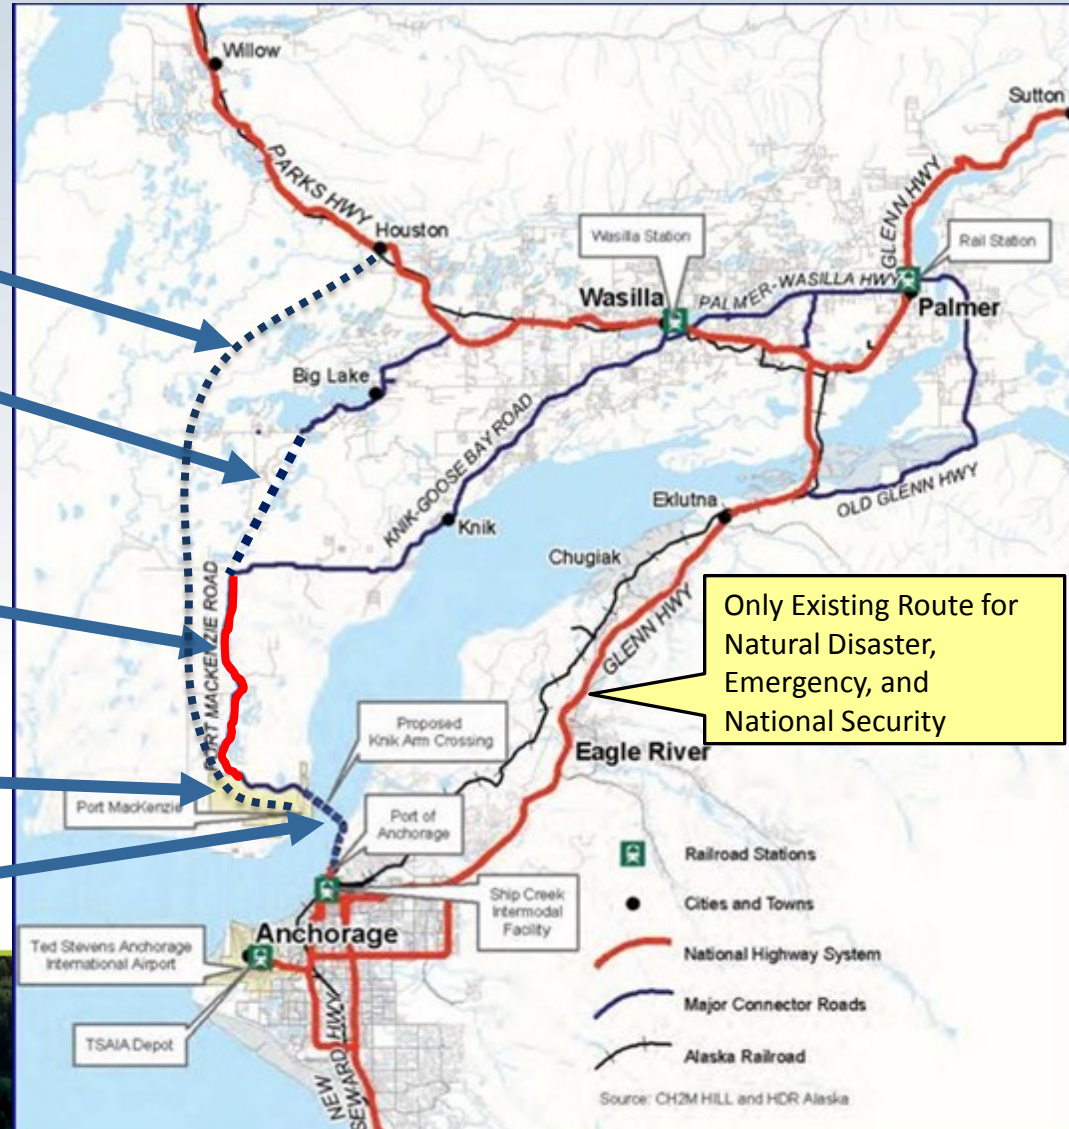 Willow
Sutton
PARKS HWY
GLENN HWY
Houston
Wasilla Station
Rail Station
Wasilla
PALMER-WASILLA HWY
Palmer
Big Lake
KNIK-GOOSE BAY ROAD
Knik
Eklutna
OLD GLENN HWY
Chugiak
PORT MACKENZIE ROAD
GLENN HWY
Only Existing Route for
Natural Disaster,
Emergency, and
National Security
Proposed
Knik Arm Crossing
Eagle River
Port MacKenzie
Port of
Anchorage
Ship Creek
Intermodal
Facility
Anchorage
Ted Stevens Anchorage
International Airport
TSAIA Depot
NEW
SEWARD HWY
Railroad Stations
Cities and Towns
National Highway System
Major Connector Roads
Alaska Railroad
Source: CH2M HILL and HDR Alaska